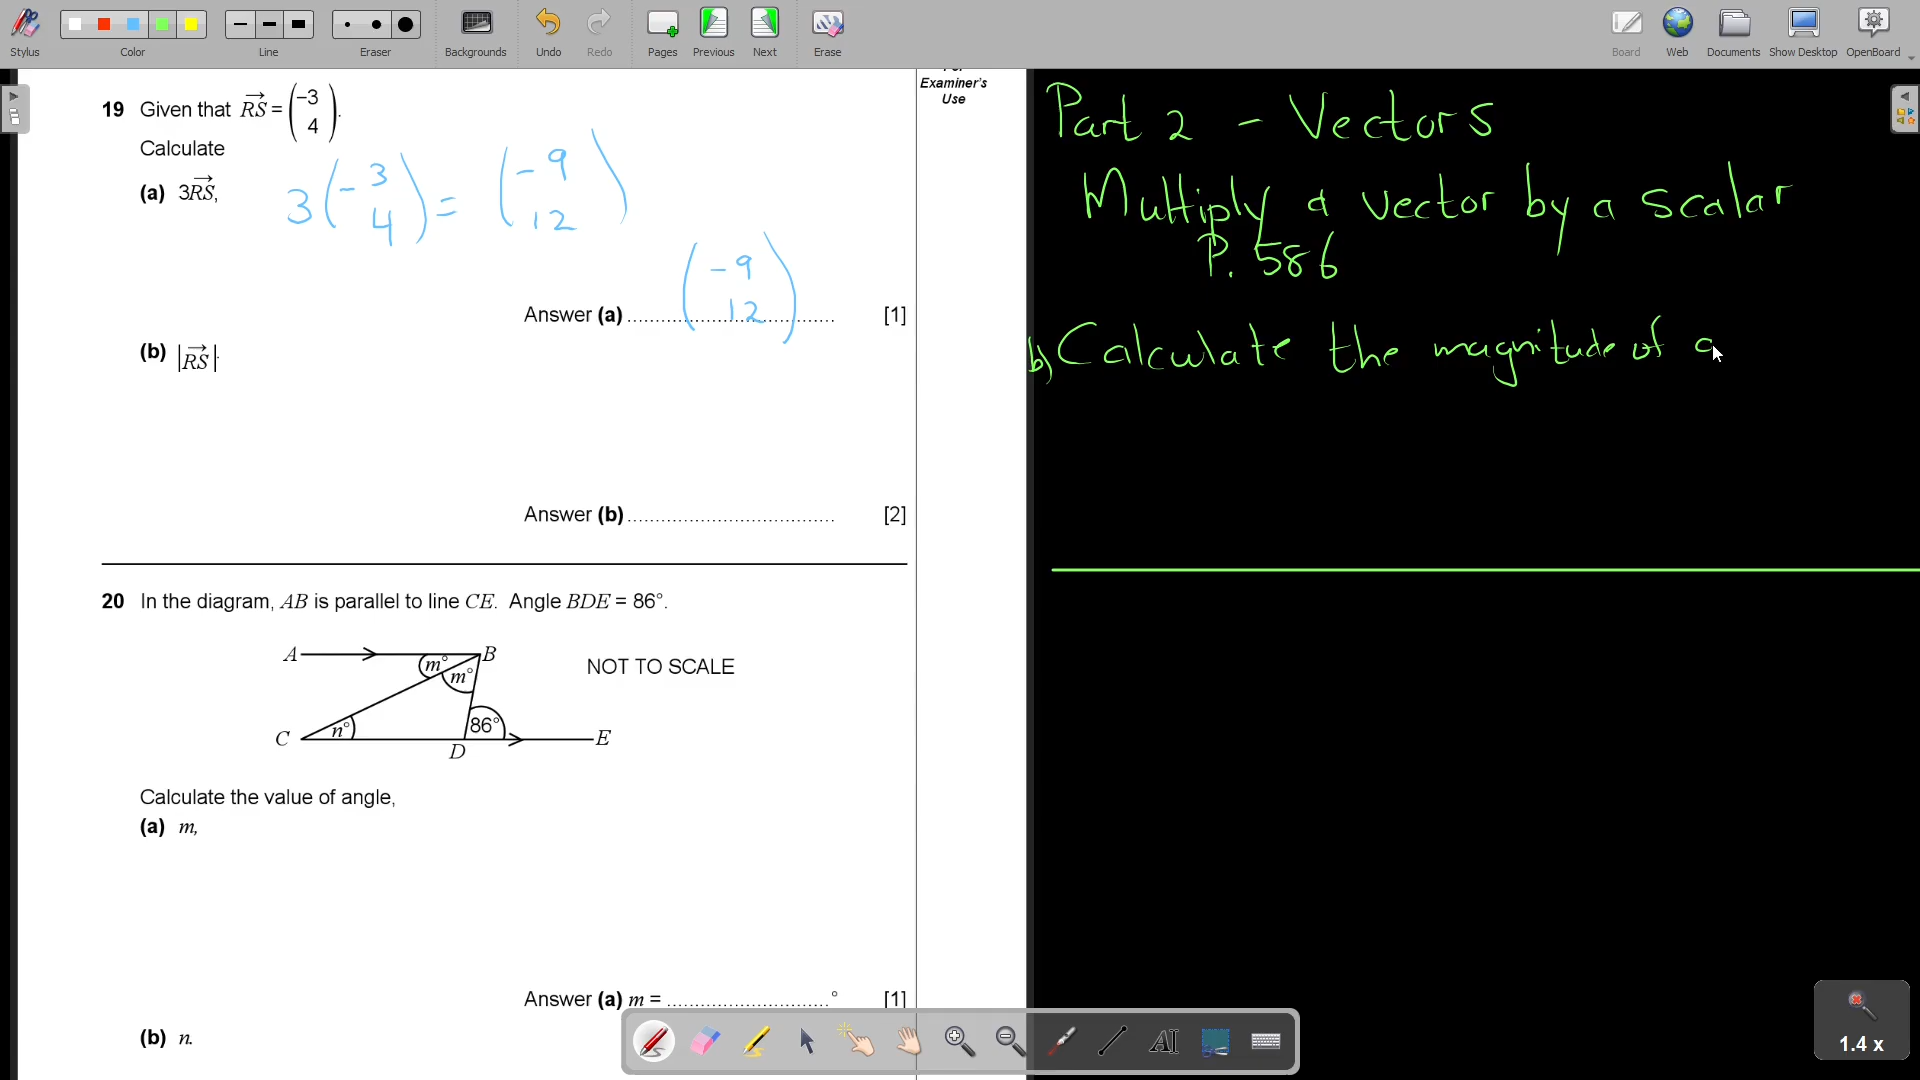 Stylus
Color
Line
Eraser
Backgrounds
Undo
Redo
Pages
Previous
Next
Erase
Board
Web
Documents
Show Desktop
OpenBoard
Examiner's
Use
19 Given that RS = (-3 4).
Calculate
(a) 3RS,
3(-3 4) = (-9 12)
(-9 12)
Answer (a) .................................... [1]
(b) |RS|.
Answer (b) .................................... [2]
20 In the diagram, AB is parallel to line CE. Angle BDE = 86°.
A
B
m°
m°
NOT TO SCALE
n°
86°
C
D
E
Calculate the value of angle,
(a) m,
Answer (a) m = .............................° [1]
(b) n.
Part 2 - Vectors
Multiply a vector by a scalar
P. 586
b) Calculate the magnitude of a
AI
1.4 x